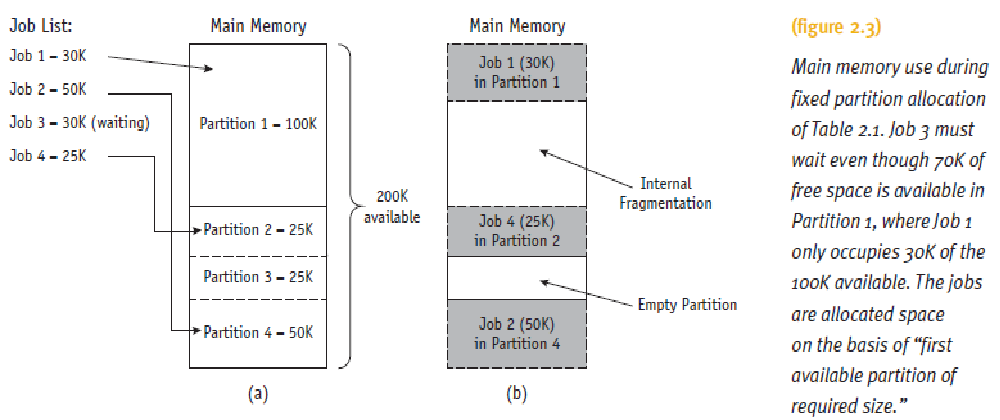 Job List:
Job 1 – 30K
Job 2 – 50K
Job 3 – 30K (waiting)
Job 4 – 25K
Main Memory
Partition 1 – 100K
Partition 2 – 25K
Partition 3 – 25K
Partition 4 – 50K
200K
available
(a)
Main Memory
Job 1 (30K)
in Partition 1
Internal
Fragmentation
Job 4 (25K)
in Partition 2
Empty Partition
Job 2 (50K)
in Partition 4
(b)
(figure 2.3)
Main memory use during
fixed partition allocation
of Table 2.1. Job 3 must
wait even though 70K of
free space is available in
Partition 1, where Job 1
only occupies 30K of the
100K available. The jobs
are allocated space
on the basis of “first
available partition of
required size.”